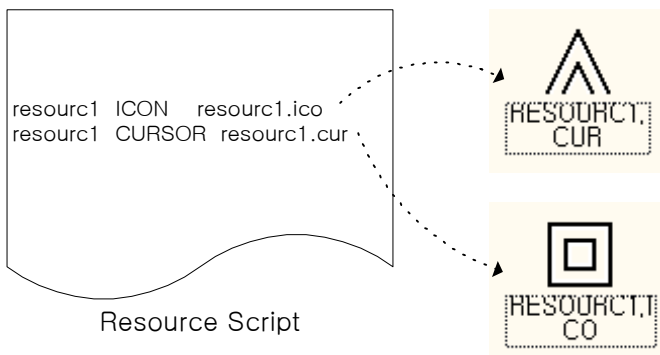 resourc1 ICON resourc1.ico
resourc1 CURSOR resourc1.cur
Resource Script
RESOURC1.
CUR
RESOURC1.I
CO